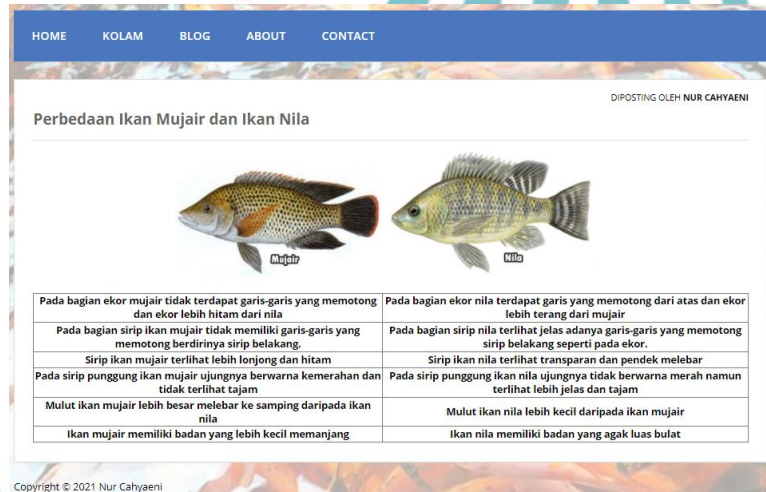 HOME KOLAM BLOG ABOUT CONTACT
DIPOSTING OLEH NUR CAHYAENI
Perbedaan Ikan Mujair dan Ikan Nila
Mujair
Nila
Pada bagian ekor mujair tidak terdapat garis-garis yang memotong
dan ekor lebih hitam dari nila
Pada bagian ekor nila terdapat garis yang memotong dari atas dan ekor
lebih terang dari mujair
Pada bagian sirip ikan mujair tidak memiliki garis-garis yang
memotong berdirinya sirip belakang.
Pada bagian sirip nila terlihat jelas adanya garis-garis yang memotong
sirip belakang seperti pada ekor.
Sirip ikan mujair terlihat lebih lonjong dan hitam
Sirip ikan nila terlihat transparan dan pendek melebar
Pada sirip punggung ikan mujair ujungnya berwarna kemerahan dan
tidak terlihat tajam
Pada sirip punggung ikan nila ujungnya tidak berwarna merah namun
terlihat lebih jelas dan tajam
Mulut ikan mujair lebih besar melebar ke samping daripada ikan
nila
Mulut ikan nila lebih kecil daripada ikan mujair
Ikan mujair memiliki badan yang lebih kecil memanjang
Ikan nila memiliki badan yang agak luas bulat
Copyright © 2021 Nur Cahyaeni